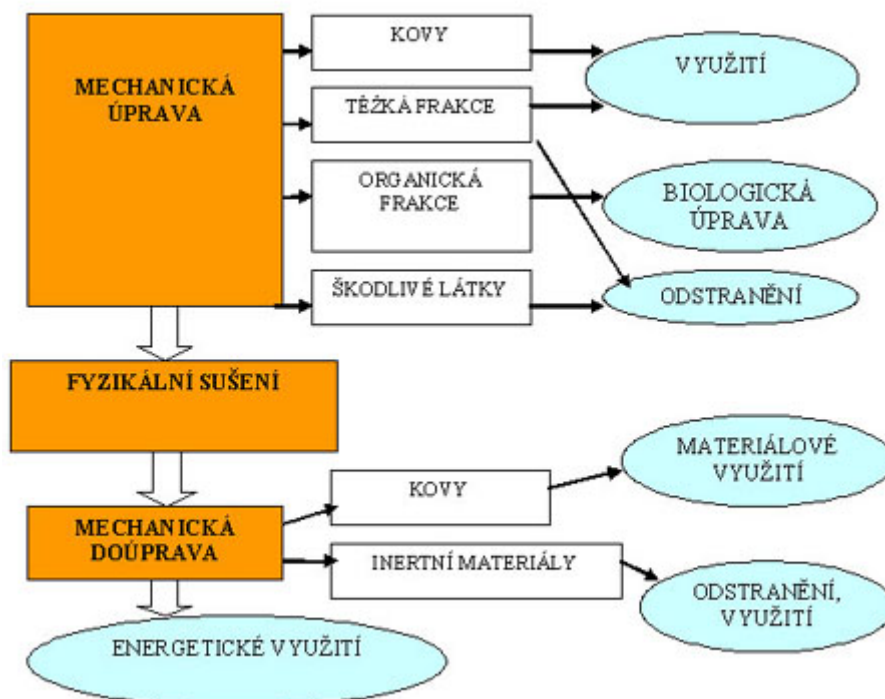 MECHANICKÁ
ÚPRAVA
KOVY
TĚŽKÁ FRAKCE
ORGANICKÁ
FRAKCE
ŠKODLIVÉ LÁTKY
VYUŽITÍ
BIOLOGICKÁ
ÚPRAVA
ODSTRANĚNÍ
FYZIKÁLNÍ SUŠENÍ
MECHANICKÁ
DOÚPRAVA
KOVY
INERTNÍ MATERIÁLY
MATERIÁLOVÉ
VYUŽITÍ
ODSTRANĚNÍ,
VYUŽITÍ
ENERGETICKÉ VYUŽITÍ